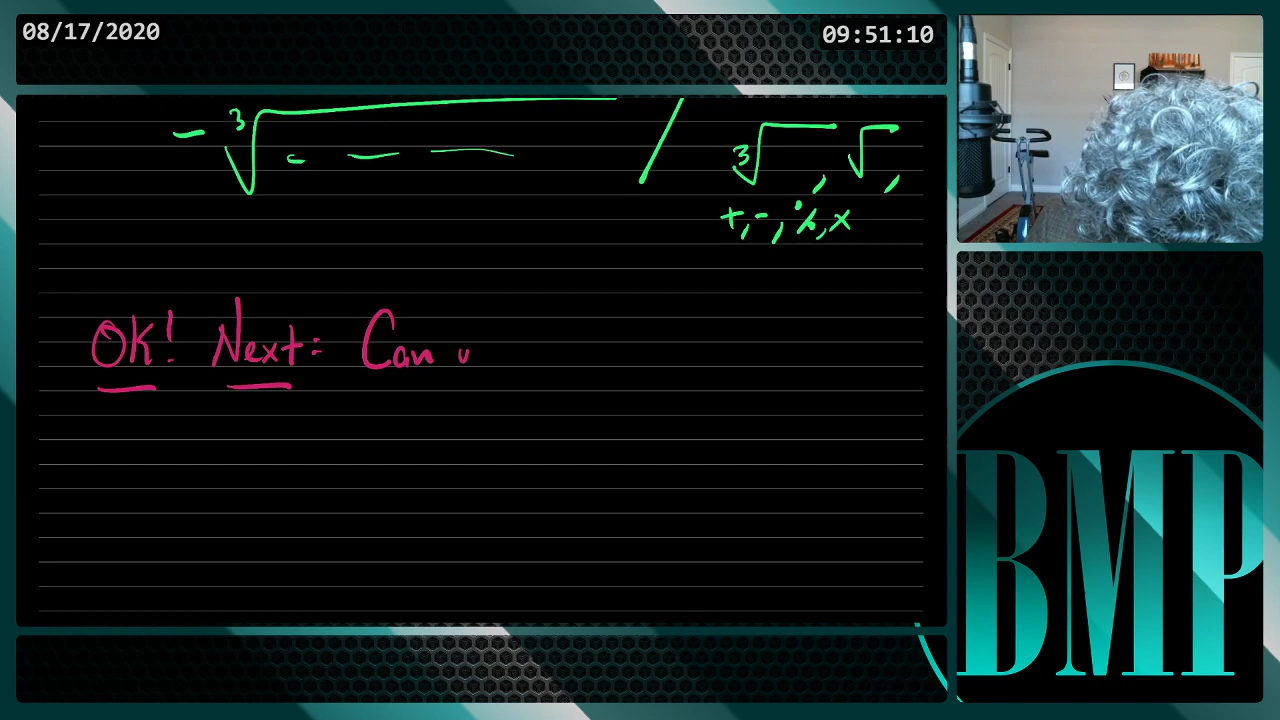 08/17/2020 09:51:10
- ∛ - — — / ∛ , √ ,
+, -, ÷, x
OK! Next: Can
BMP